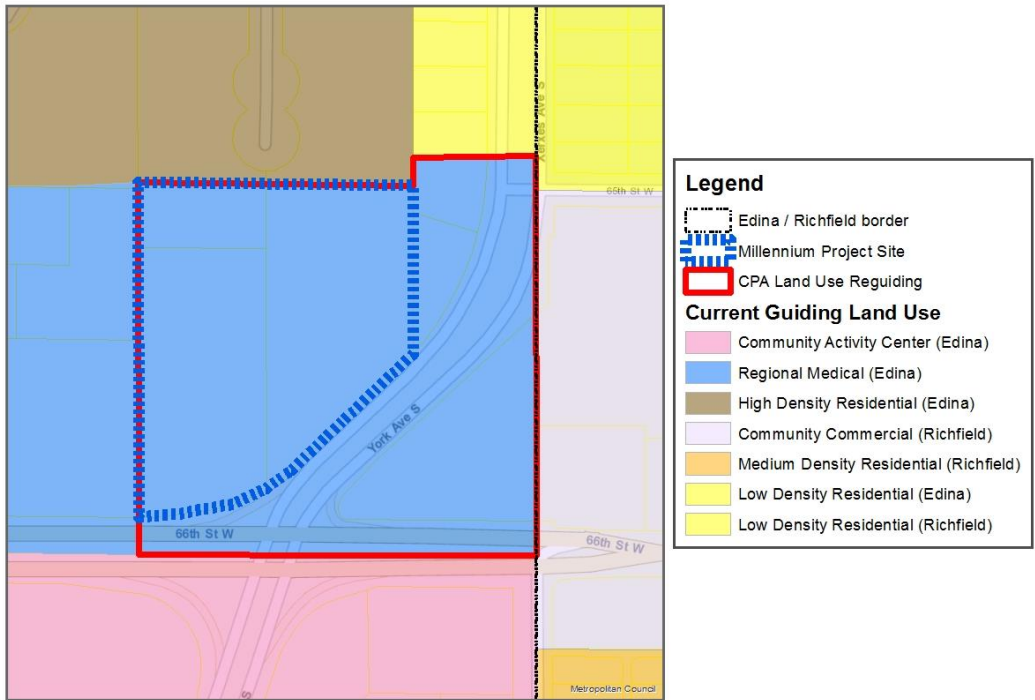 Xerxes Ave S
65th St W
York Ave S
66th St W
66th St W
S
Metropolitan Council
Legend
Edina / Richfield border
Millennium Project Site
CPA Land Use Reguiding
Current Guiding Land Use
Community Activity Center (Edina)
Regional Medical (Edina)
High Density Residential (Edina)
Community Commercial (Richfield)
Medium Density Residential (Richfield)
Low Density Residential (Edina)
Low Density Residential (Richfield)